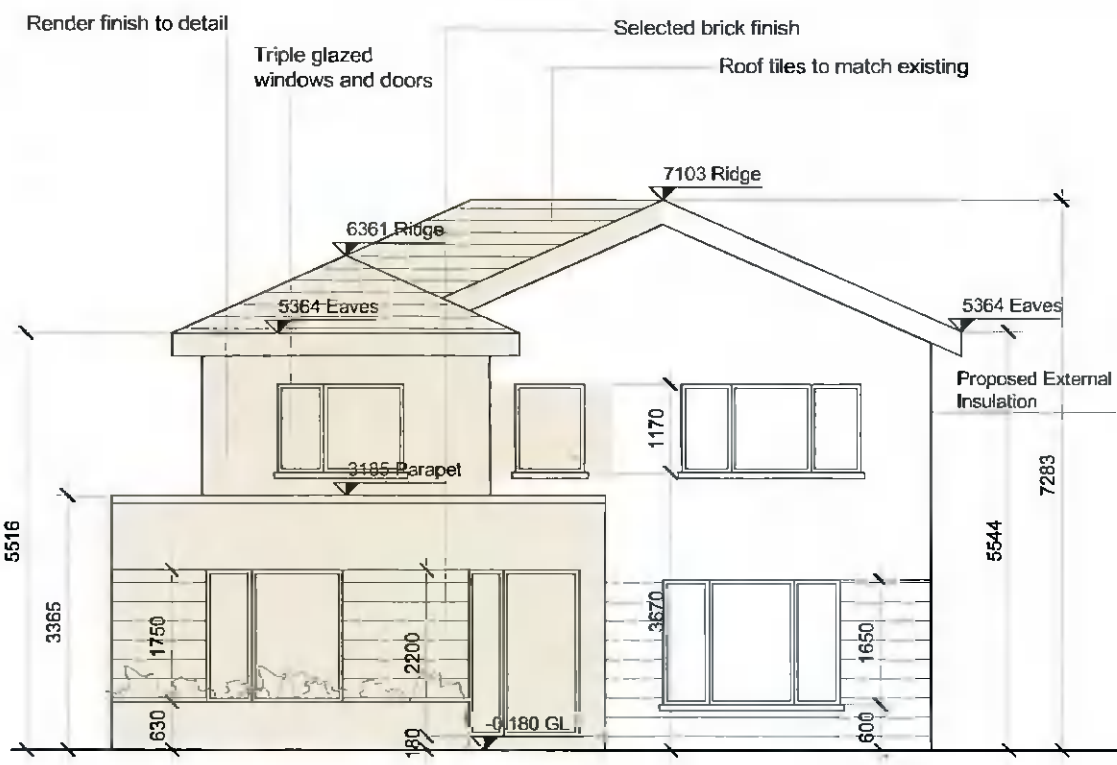 Render finish to detail
Selected brick finish
Triple glazed
windows and doors
Roof tiles to match existing
7103 Ridge
6361 Ridge
5364 Eaves
5364 Eaves
Proposed External
Insulation
1170
3185 Parapet
7283
5516
5544
3365
1750
2200
3670
1650
630
180
-0.180 GL
600